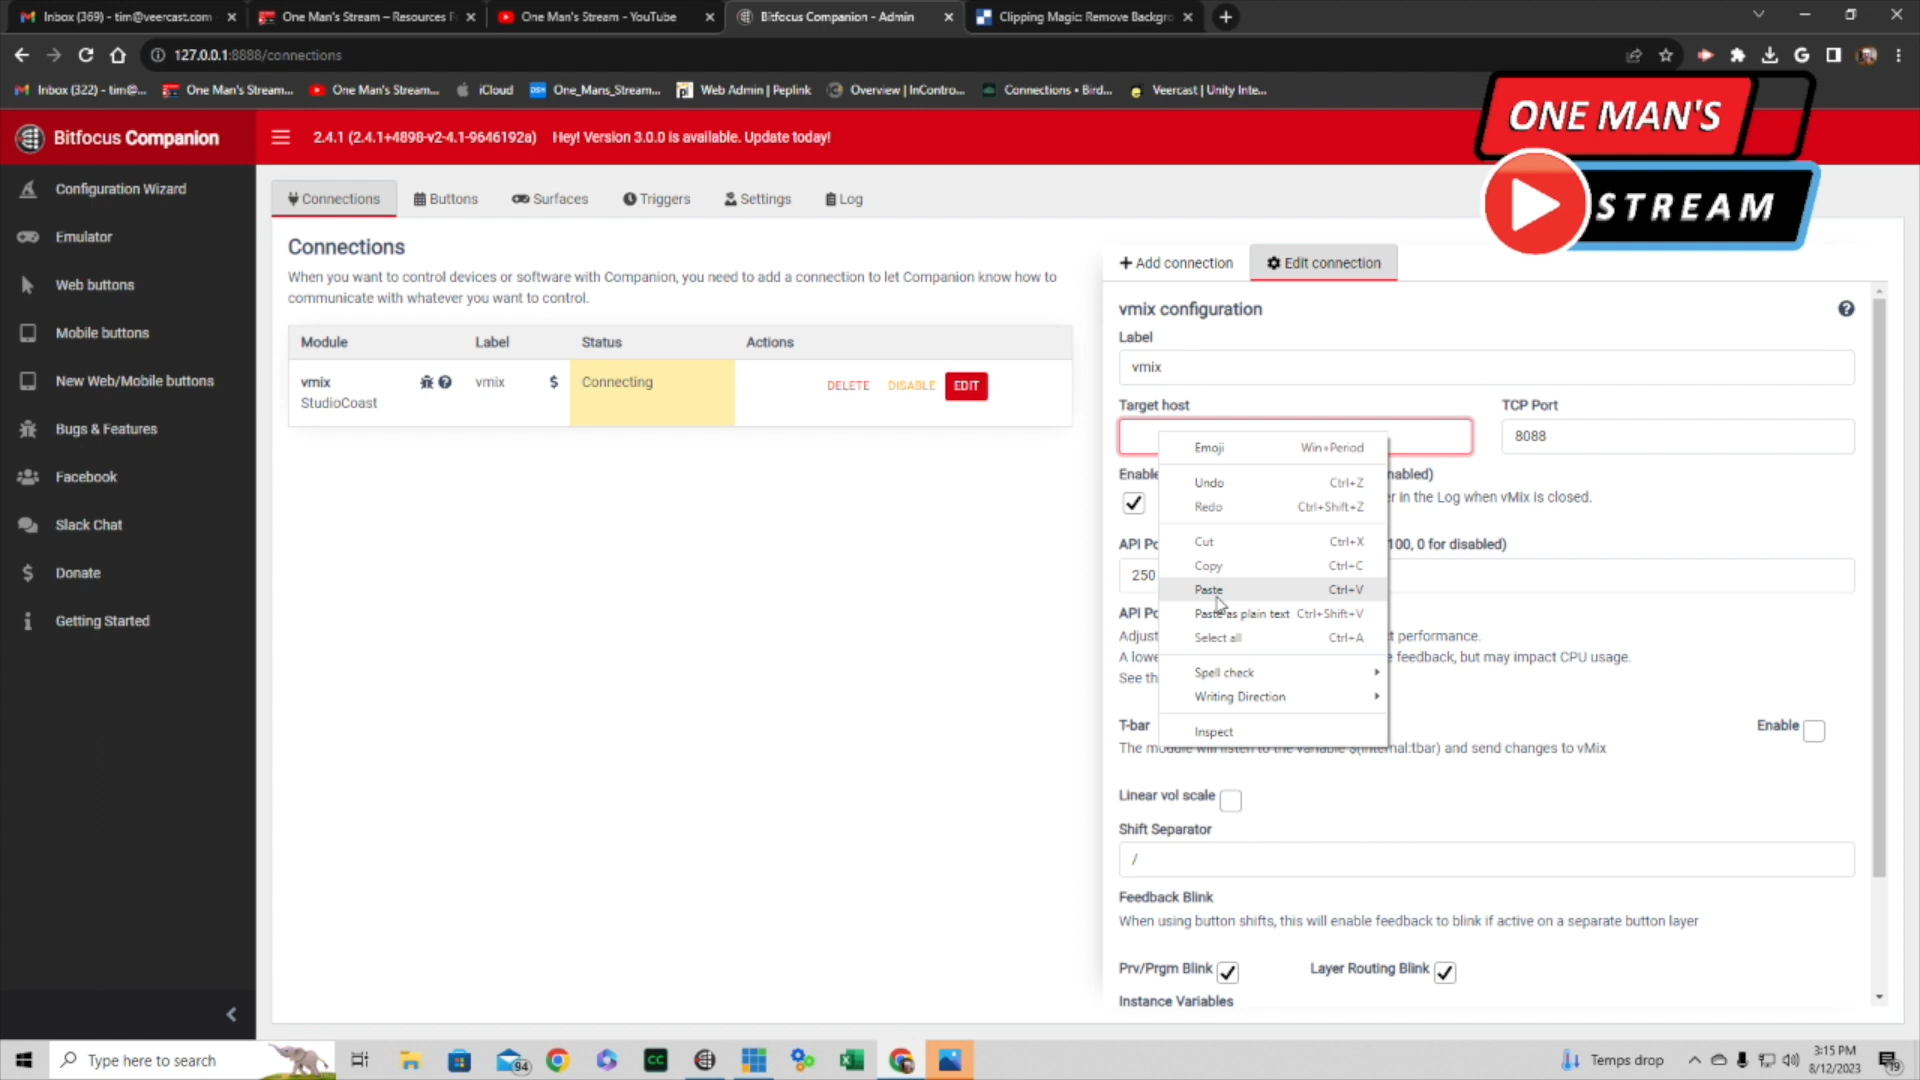 Inbox (369) - tim@veercast.com
One Man's Stream – Resources F
One Man's Stream - YouTube
Bitfocus Companion - Admin
Clipping Magic: Remove Backgro
127.0.0.1:8888/connections
Inbox (322) - tim@...
One Man's Stream...
One Man's Stream...
iCloud
One_Mans_Stream...
Web Admin | Peplink
Overview | InContro...
Connections • Bird...
Veercast | Unity Inte...
ONE MAN'S
STREAM
Bitfocus Companion
2.4.1 (2.4.1+4898-v2-4.1-9646192a) Hey! Version 3.0.0 is available. Update today!
Configuration Wizard
Emulator
Web buttons
Mobile buttons
New Web/Mobile buttons
Bugs & Features
Facebook
Slack Chat
Donate
Getting Started
Connections
Buttons
Surfaces
Triggers
Settings
Log
Connections
When you want to control devices or software with Companion, you need to add a connection to let Companion know how to
communicate with whatever you want to control.
Module Label Status Actions
vmix vmix $ Connecting DELETE DISABLE EDIT
StudioCoast
Add connection
Edit connection
vmix configuration
Label
vmix
Target host
TCP Port
8088
Enable
nabled)
r in the Log when vMix is closed.
API Po
100, 0 for disabled)
250
API Po
Adjust
t performance.
A lowe
e feedback, but may impact CPU usage.
See th
Emoji Win+Period
Undo Ctrl+Z
Redo Ctrl+Shift+Z
Cut Ctrl+X
Copy Ctrl+C
Paste Ctrl+V
Paste as plain text Ctrl+Shift+V
Select all Ctrl+A
Spell check
Writing Direction
Inspect
T-bar
Enable
The module will listen to the variable $(internal:tbar) and send changes to vMix
Linear vol scale
Shift Separator
/
Feedback Blink
When using button shifts, this will enable feedback to blink if active on a separate button layer
Prv/Prgm Blink
Layer Routing Blink
Instance Variables
Type here to search
94
CC
Temps drop
3:15 PM
8/12/2023
19